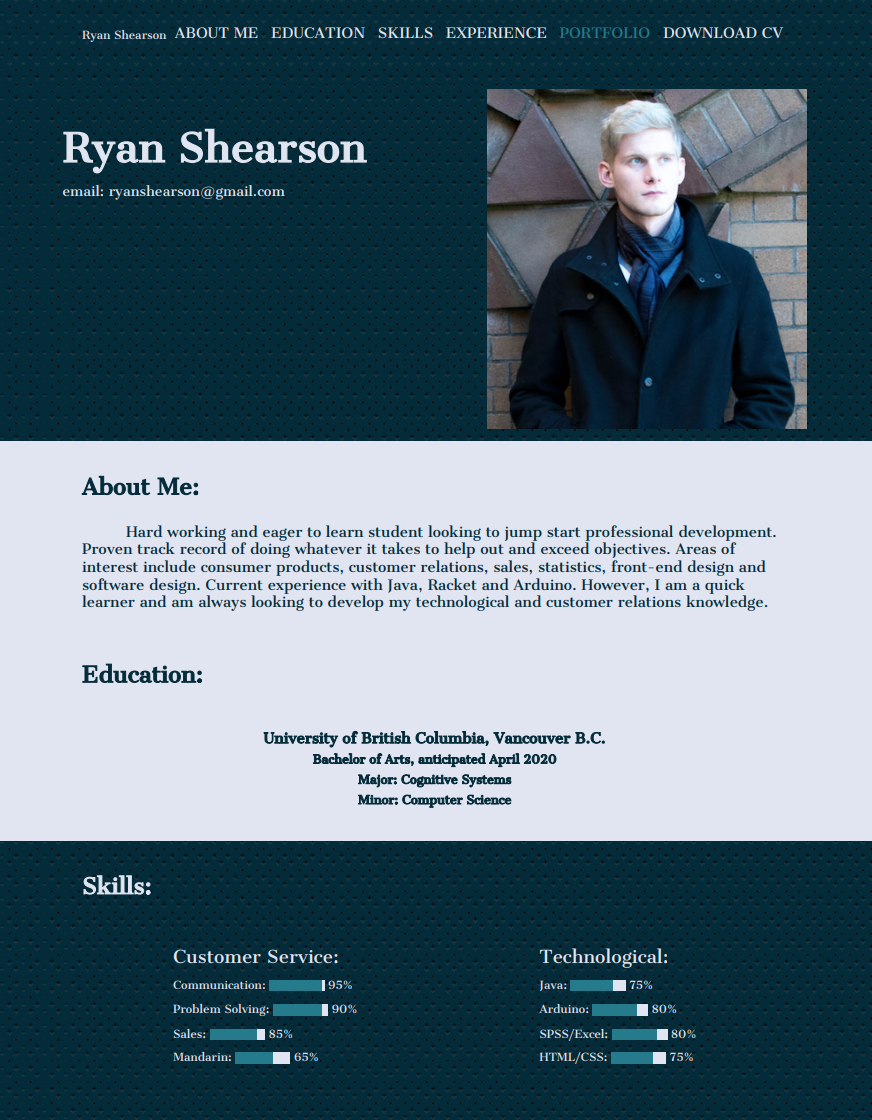 Ryan Shearson ABOUT ME EDUCATION SKILLS EXPERIENCE PORTFOLIO DOWNLOAD CV
Ryan Shearson
email: ryanshearson@gmail.com
About Me:
Hard working and eager to learn student looking to jump start professional development.
Proven track record of doing whatever it takes to help out and exceed objectives. Areas of
interest include consumer products, customer relations, sales, statistics, front-end design and
software design. Current experience with Java, Racket and Arduino. However, I am a quick
learner and am always looking to develop my technological and customer relations knowledge.
Education:
University of British Columbia, Vancouver B.C.
Bachelor of Arts, anticipated April 2020
Major: Cognitive Systems
Minor: Computer Science
Skills:
Customer Service:
Communication: 95%
Problem Solving: 90%
Sales: 85%
Mandarin: 65%
Technological:
Java: 75%
Arduino: 80%
SPSS/Excel: 80%
HTML/CSS: 75%